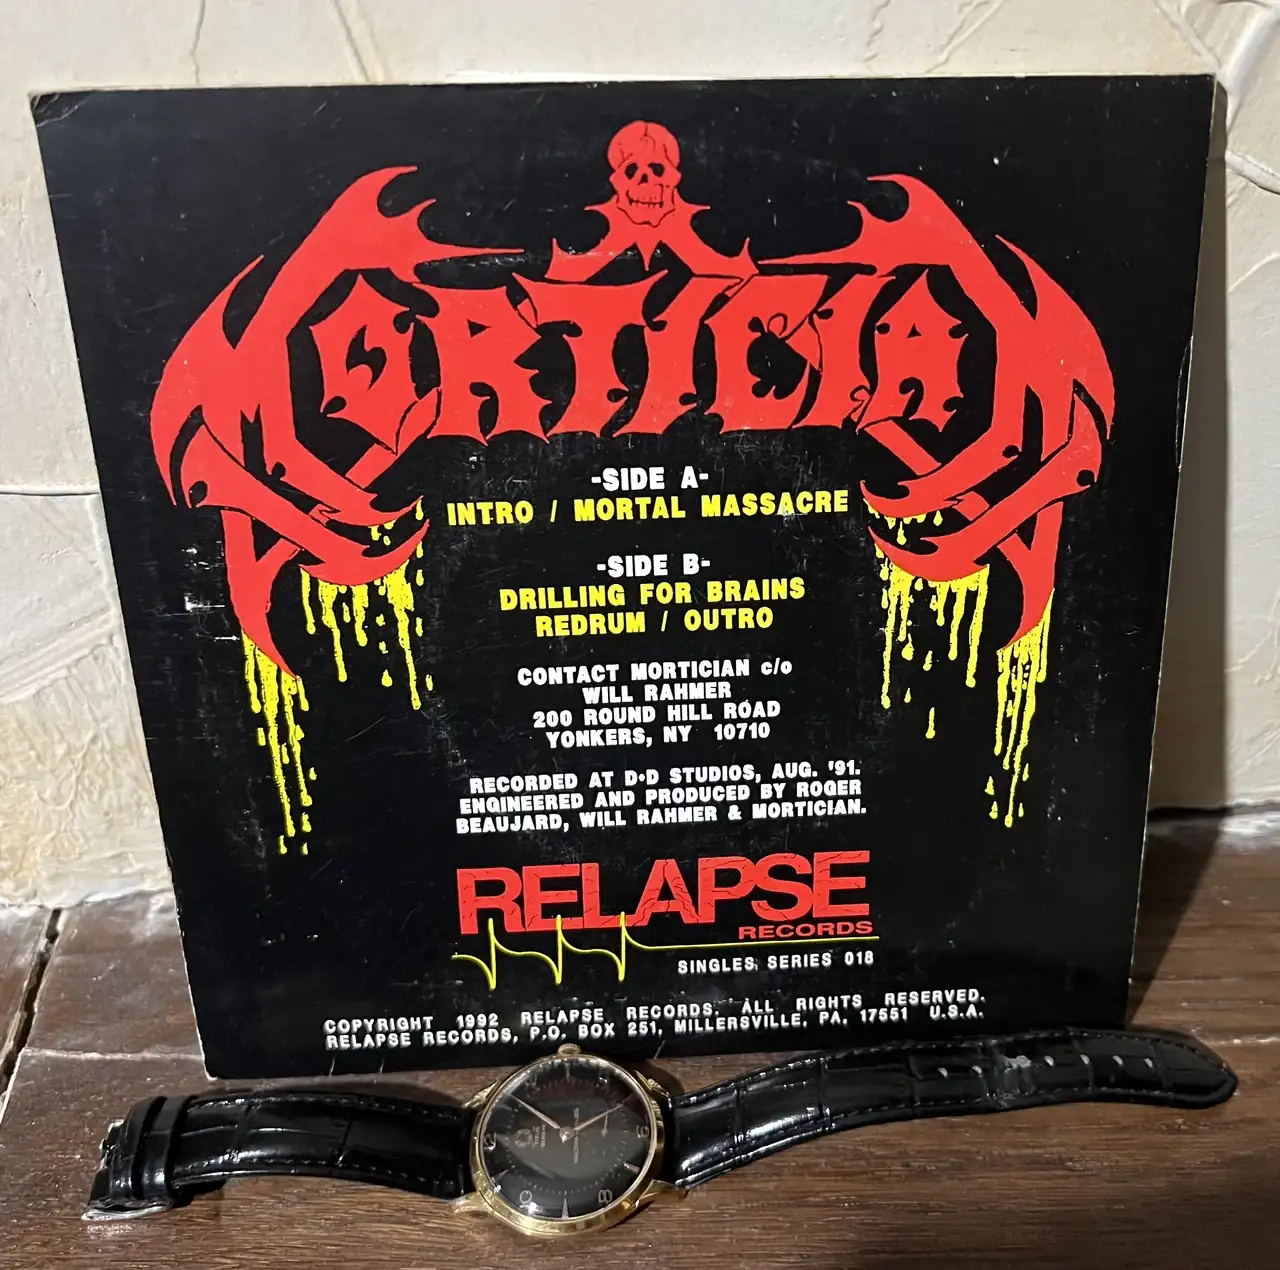 MORTICIAN
-SIDE A-
INTRO / MORTAL MASSACRE
-SIDE B-
DRILLING FOR BRAINS
REDRUM / OUTRO
CONTACT MORTICIAN c/o
WILL RAHMER
200 ROUND HILL ROAD
YONKERS, NY 10710
RECORDED AT D•D STUDIOS, AUG. '91.
ENGINEERED AND PRODUCED BY ROGER
BEAUJARD, WILL RAHMER & MORTICIAN.
RELAPSE
RECORDS
SINGLES SERIES 018
COPYRIGHT 1992 RELAPSE RECORDS. ALL RIGHTS RESERVED.
RELAPSE RECORDS, P.O. BOX 251, MILLERSVILLE, PA, 17551 U.S.A.